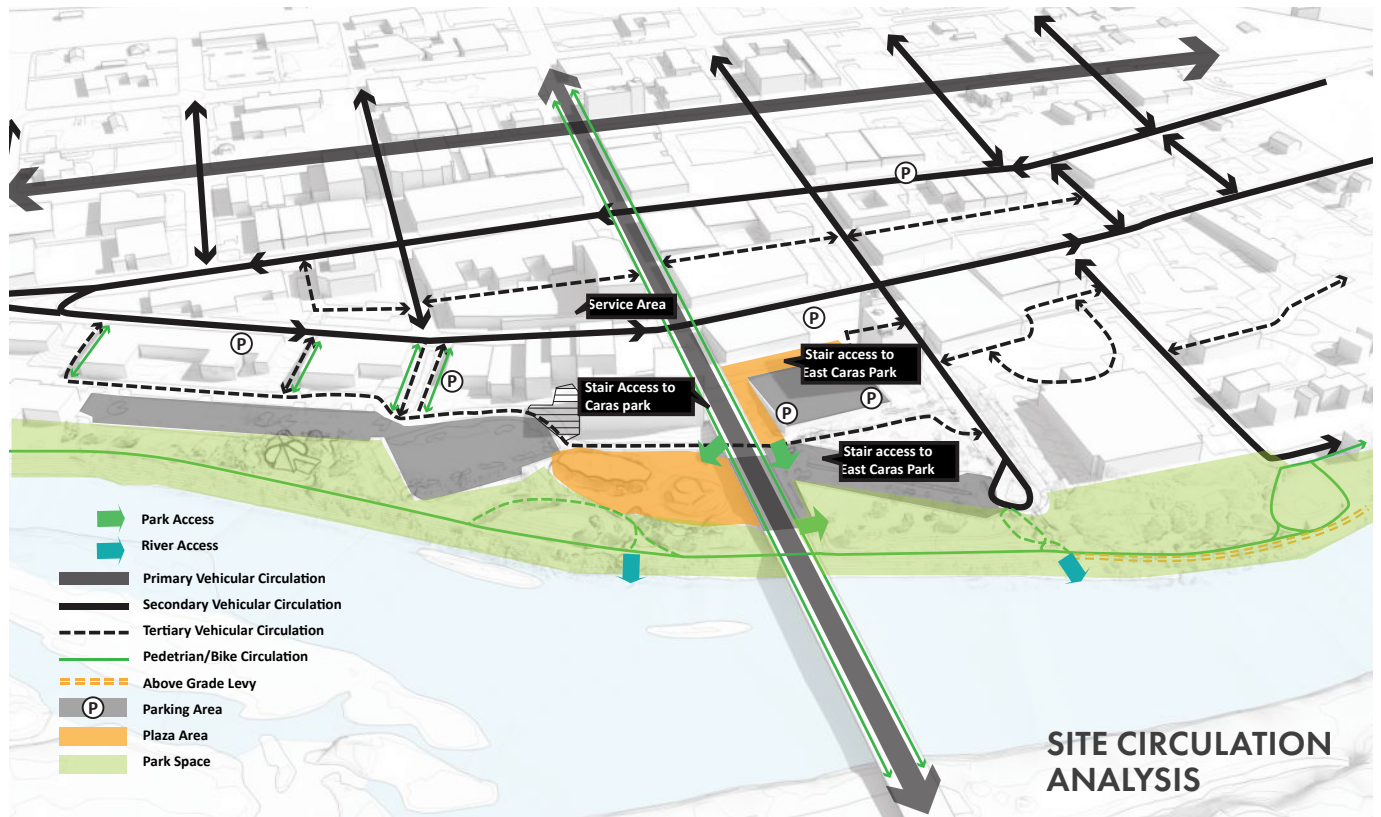 P
Service Area
P
P
Stair access to
East Caras Park
P
Stair Access to
Caras park
P
P
Stair access to
East Caras Park
Park Access
River Access
Primary Vehicular Circulation
Secondary Vehicular Circulation
Tertiary Vehicular Circulation
Pedetrian/Bike Circulation
Above Grade Levy
P
Parking Area
Plaza Area
Park Space
SITE CIRCULATION
ANALYSIS